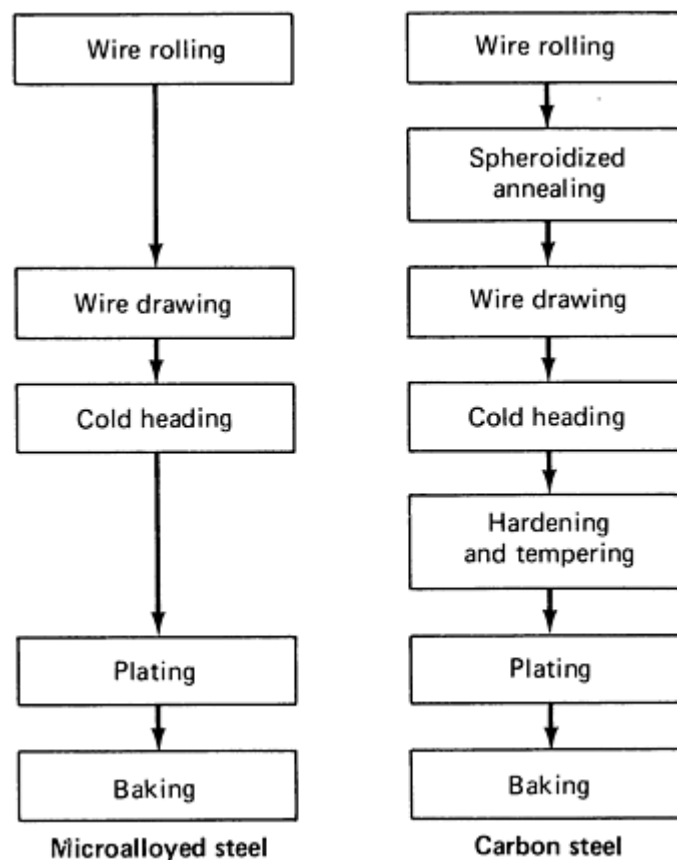 Wire rolling
Wire drawing
Cold heading
Plating
Baking
Microalloyed steel
Wire rolling
Spheroidized
annealing
Wire drawing
Cold heading
Hardening
and tempering
Plating
Baking
Carbon steel